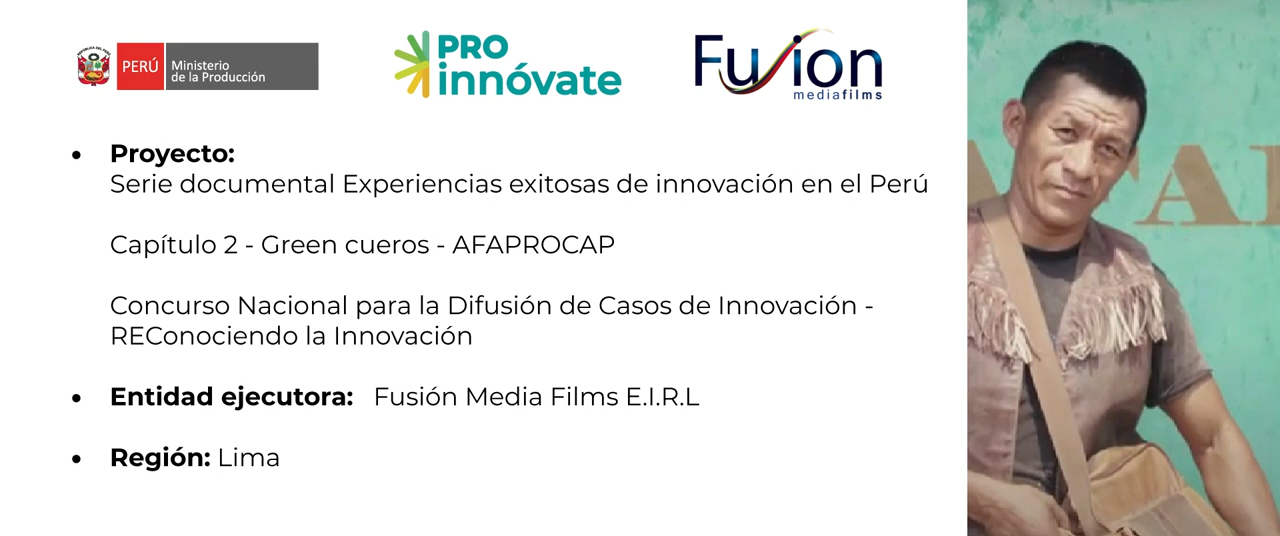 PERÚ
Ministerio
de la Producción
PRO
innóvate
Fusion
mediafilms
• Proyecto:
Serie documental Experiencias exitosas de innovación en el Perú
Capítulo 2 - Green cueros - AFAPROCAP
Concurso Nacional para la Difusión de Casos de Innovación -
REConociendo la Innovación
• Entidad ejecutora: Fusión Media Films E.I.R.L
• Región: Lima